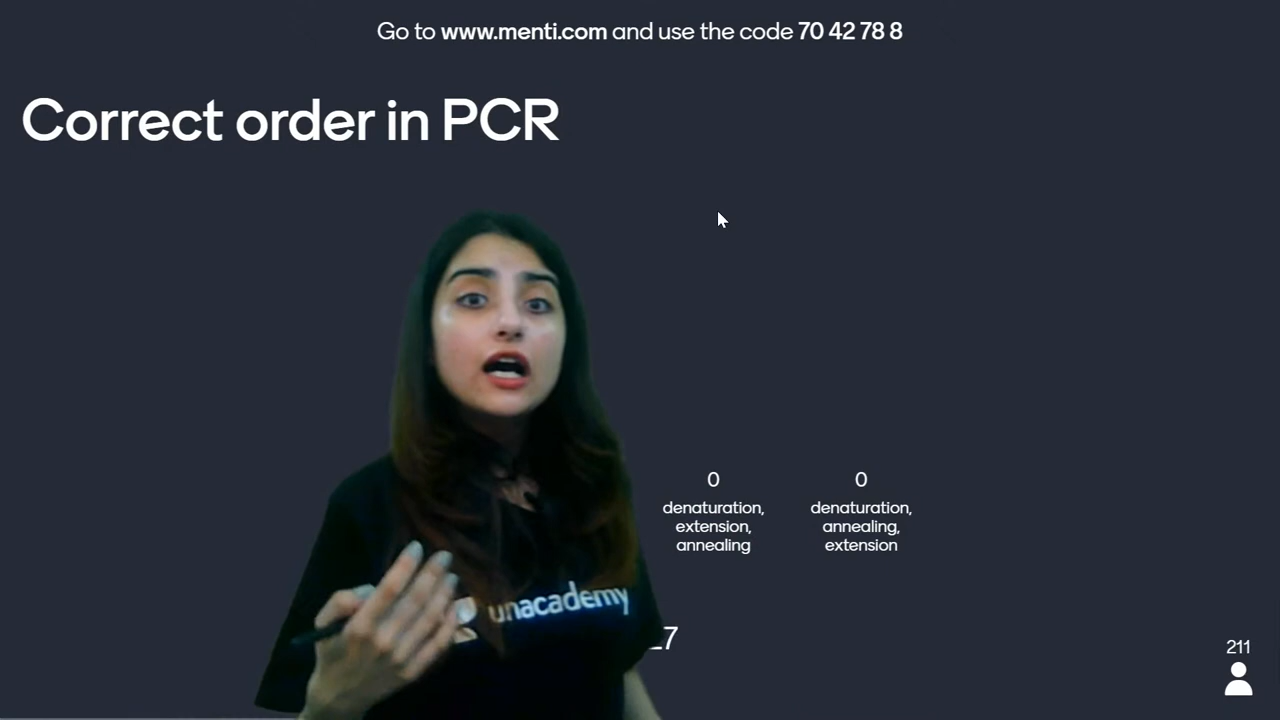 Go to www.menti.com and use the code 70 42 78 8
Correct order in PCR
0
denaturation,
extension,
annealing
0
denaturation,
annealing,
extension
unacademy
211